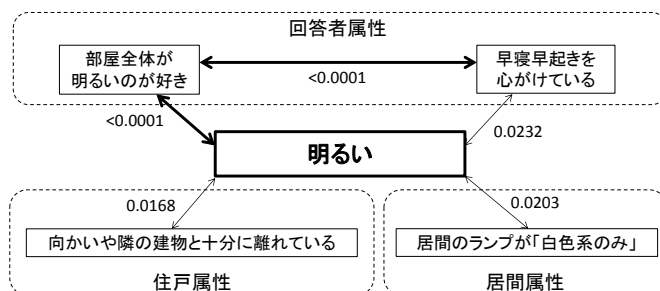 回答者属性
部屋全体が
明るいのが好き
<0.0001
早寝早起きを
心がけている
<0.0001
0.0232
明るい
0.0168
0.0203
向かいや隣の建物と十分に離れている
居間のランプが「白色系のみ」
住戸属性
居間属性